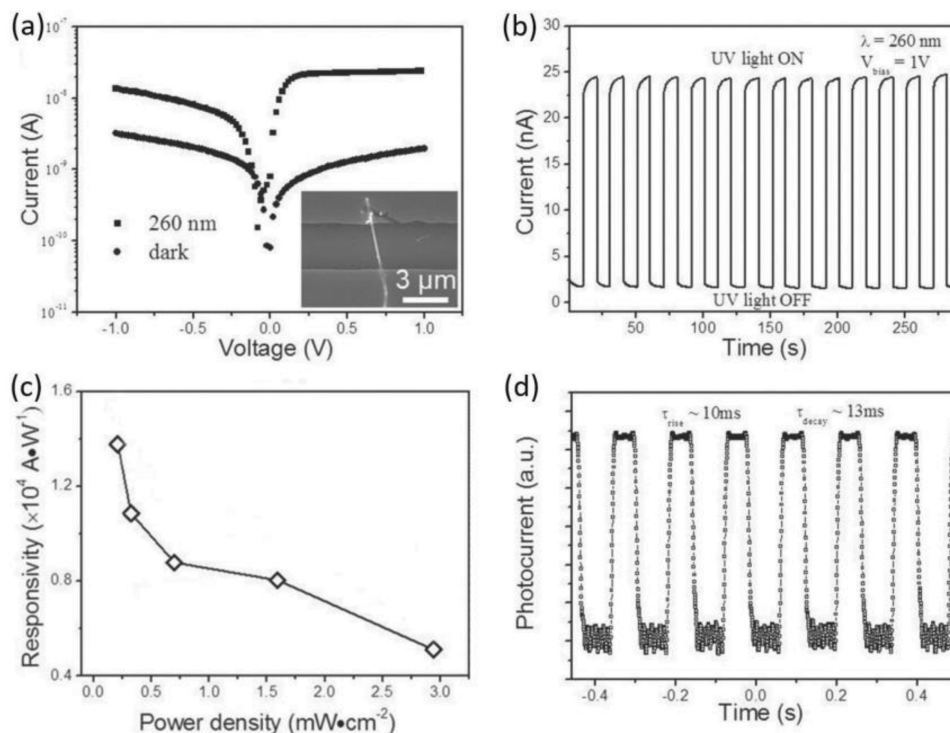 (a)
10⁻⁷
10⁻⁸
10⁻⁹
10⁻¹⁰
10⁻¹¹
Current (A)
260 nm
dark
3 μm
-1.0 -0.5 0.0 0.5 1.0
Voltage (V)
(b)
30
25
20
15
10
5
0
Current (nA)
UV light ON
λ = 260 nm
V_bias = 1V
UV light OFF
50 100 150 200 250
Time (s)
(c)
1.6
1.2
0.8
0.4
Responsivity (×10⁴ A•W¹)
0.0 0.5 1.0 1.5 2.0 2.5 3.0
Power density (mW•cm⁻²)
(d)
Photocurrent (a.u.)
τ_rise ~ 10ms τ_decay ~ 13ms
-0.4 -0.2 0.0 0.2 0.4
Time (s)